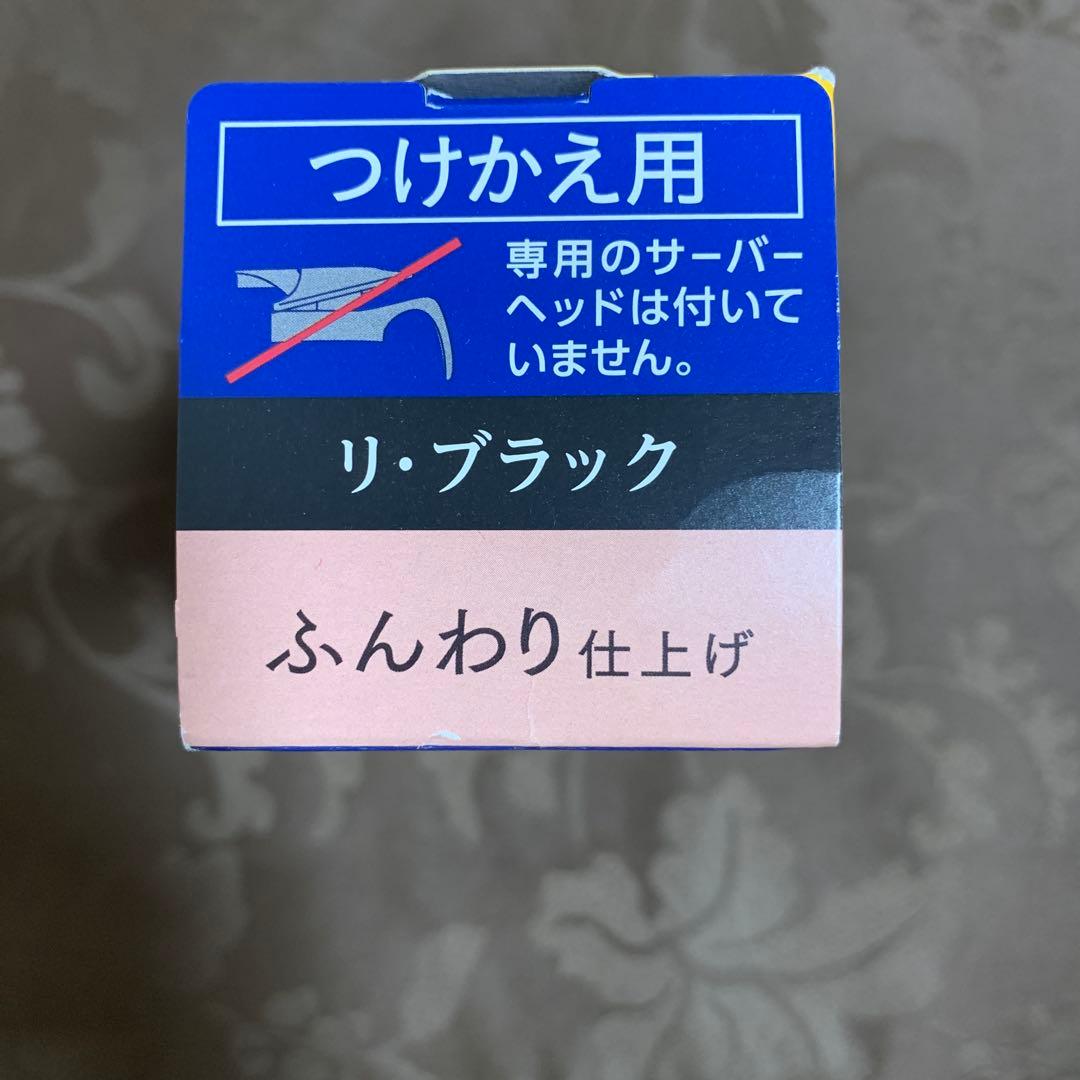 つけかえ用
専用のサーバー
ヘッドは付いて
いません。
リ・ブラック
ふんわり仕上げ